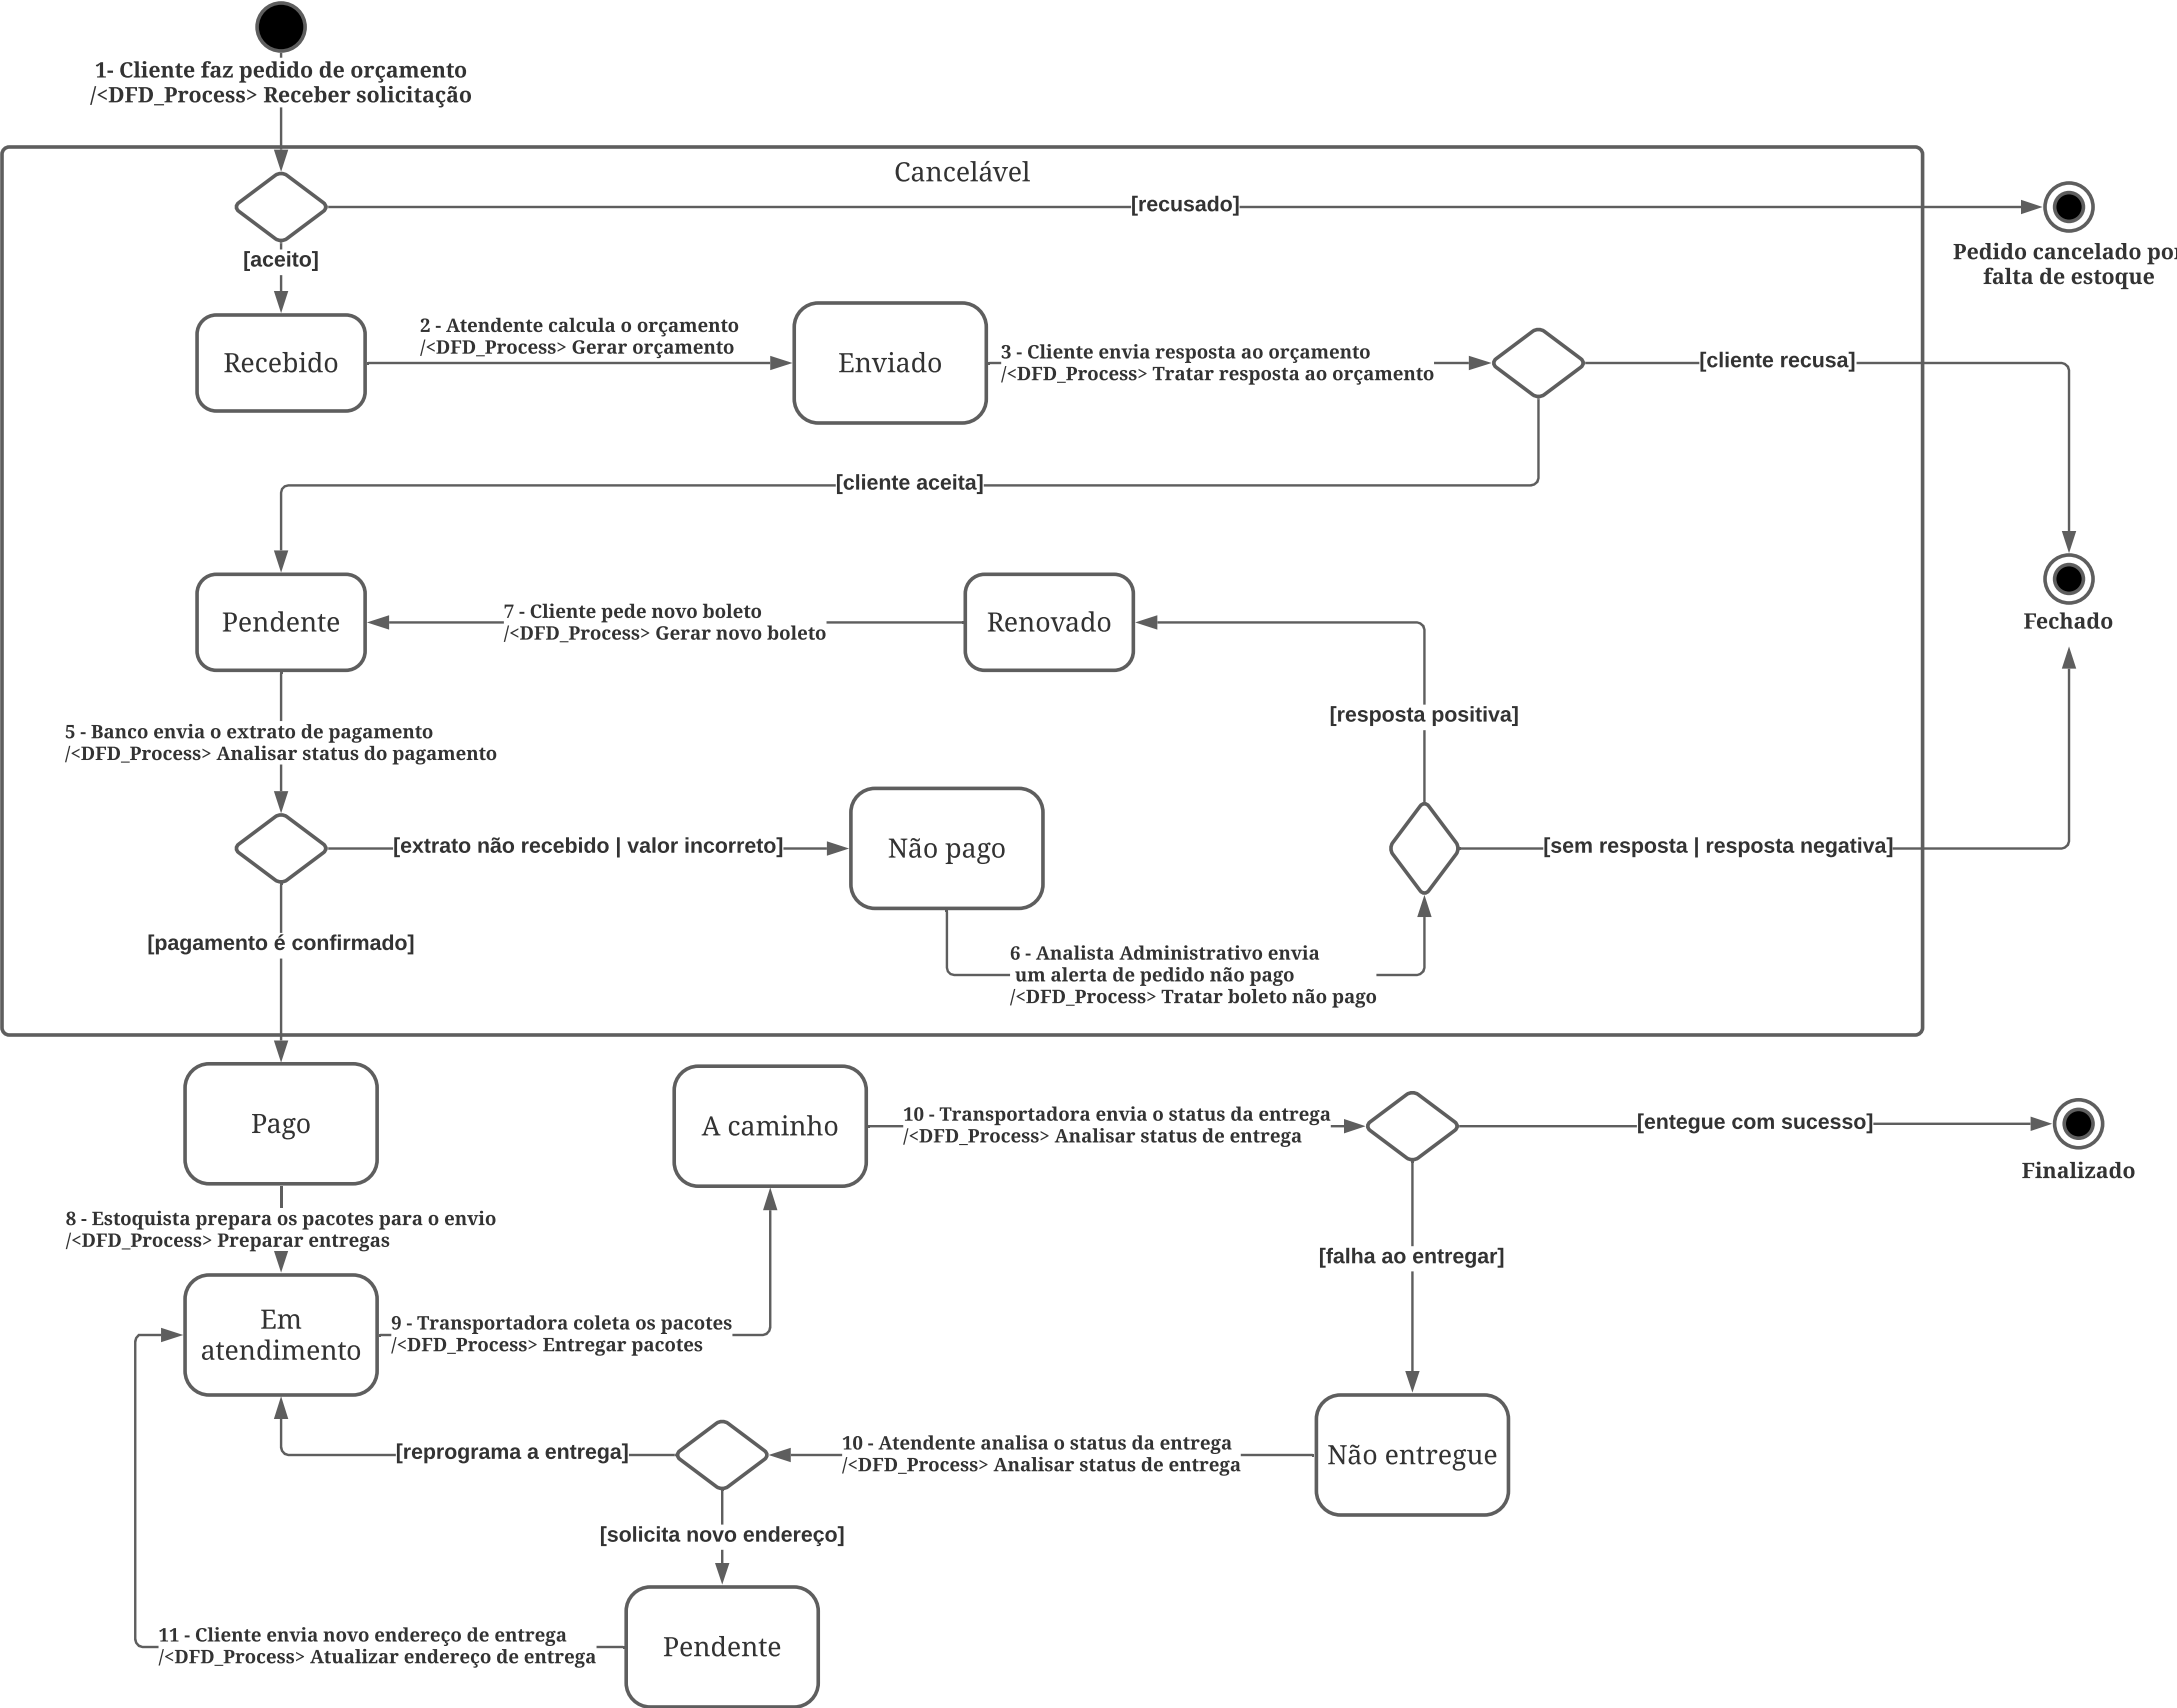 1- Cliente faz pedido de orçamento
/<DFD_Process> Receber solicitação
Cancelável
[recusado]
Pedido cancelado por
falta de estoque
[aceito]
Recebido
2 - Atendente calcula o orçamento
/<DFD_Process> Gerar orçamento
Enviado
3 - Cliente envia resposta ao orçamento
/<DFD_Process> Tratar resposta ao orçamento
[cliente recusa]
[cliente aceita]
Pendente
7 - Cliente pede novo boleto
/<DFD_Process> Gerar novo boleto
Renovado
Fechado
[resposta positiva]
5 - Banco envia o extrato de pagamento
/<DFD_Process> Analisar status do pagamento
[extrato não recebido | valor incorreto]
Não pago
[sem resposta | resposta negativa]
[pagamento é confirmado]
6 - Analista Administrativo envia
um alerta de pedido não pago
/<DFD_Process> Tratar boleto não pago
Pago
A caminho
10 - Transportadora envia o status da entrega
/<DFD_Process> Analisar status de entrega
[entegue com sucesso]
Finalizado
8 - Estoquista prepara os pacotes para o envio
/<DFD_Process> Preparar entregas
[falha ao entregar]
Em
atendimento
9 - Transportadora coleta os pacotes
/<DFD_Process> Entregar pacotes
[reprograma a entrega]
10 - Atendente analisa o status da entrega
/<DFD_Process> Analisar status de entrega
Não entregue
[solicita novo endereço]
11 - Cliente envia novo endereço de entrega
/<DFD_Process> Atualizar endereço de entrega
Pendente